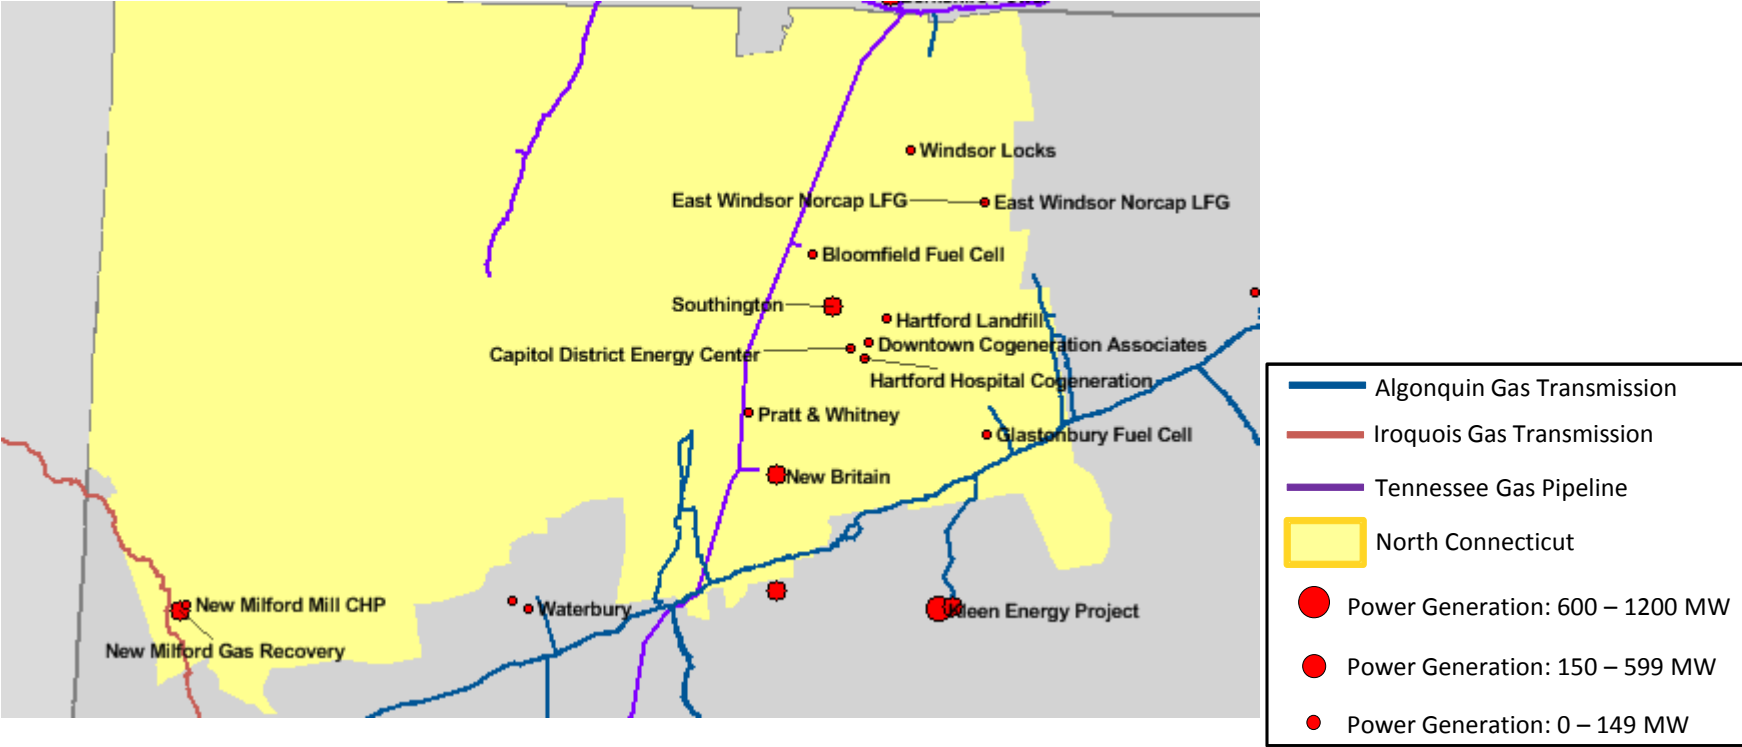 Windsor Locks
East Windsor Norcap LFG
East Windsor Norcap LFG
Bloomfield Fuel Cell
Southington
Hartford Landfill
Downtown Cogeneration Associates
Capitol District Energy Center
Hartford Hospital Cogeneration
Pratt & Whitney
Glastonbury Fuel Cell
New Britain
New Milford Mill CHP
Waterbury
Kleen Energy Project
New Milford Gas Recovery
Algonquin Gas Transmission
Iroquois Gas Transmission
Tennessee Gas Pipeline
North Connecticut
Power Generation: 600 – 1200 MW
Power Generation: 150 – 599 MW
Power Generation: 0 – 149 MW